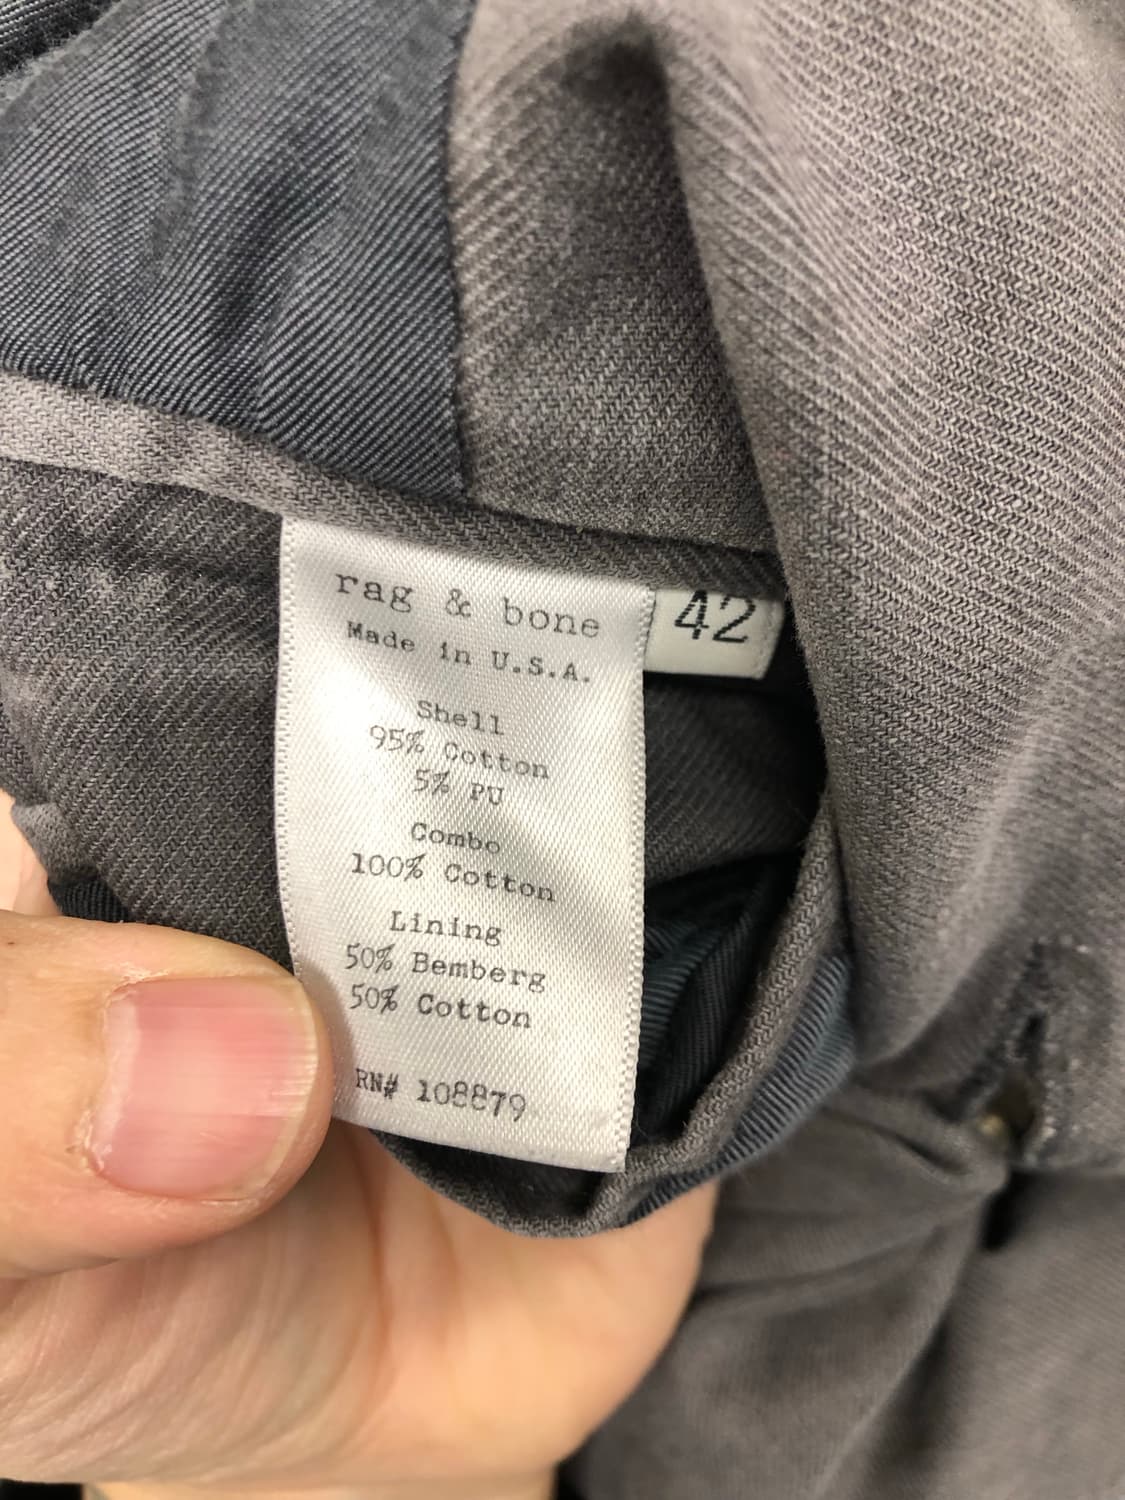 rag & bone
Made in U.S.A.
42
Shell
95% Cotton
5% PU
Combo
100% Cotton
Lining
50% Bemberg
50% Cotton
RN# 108879